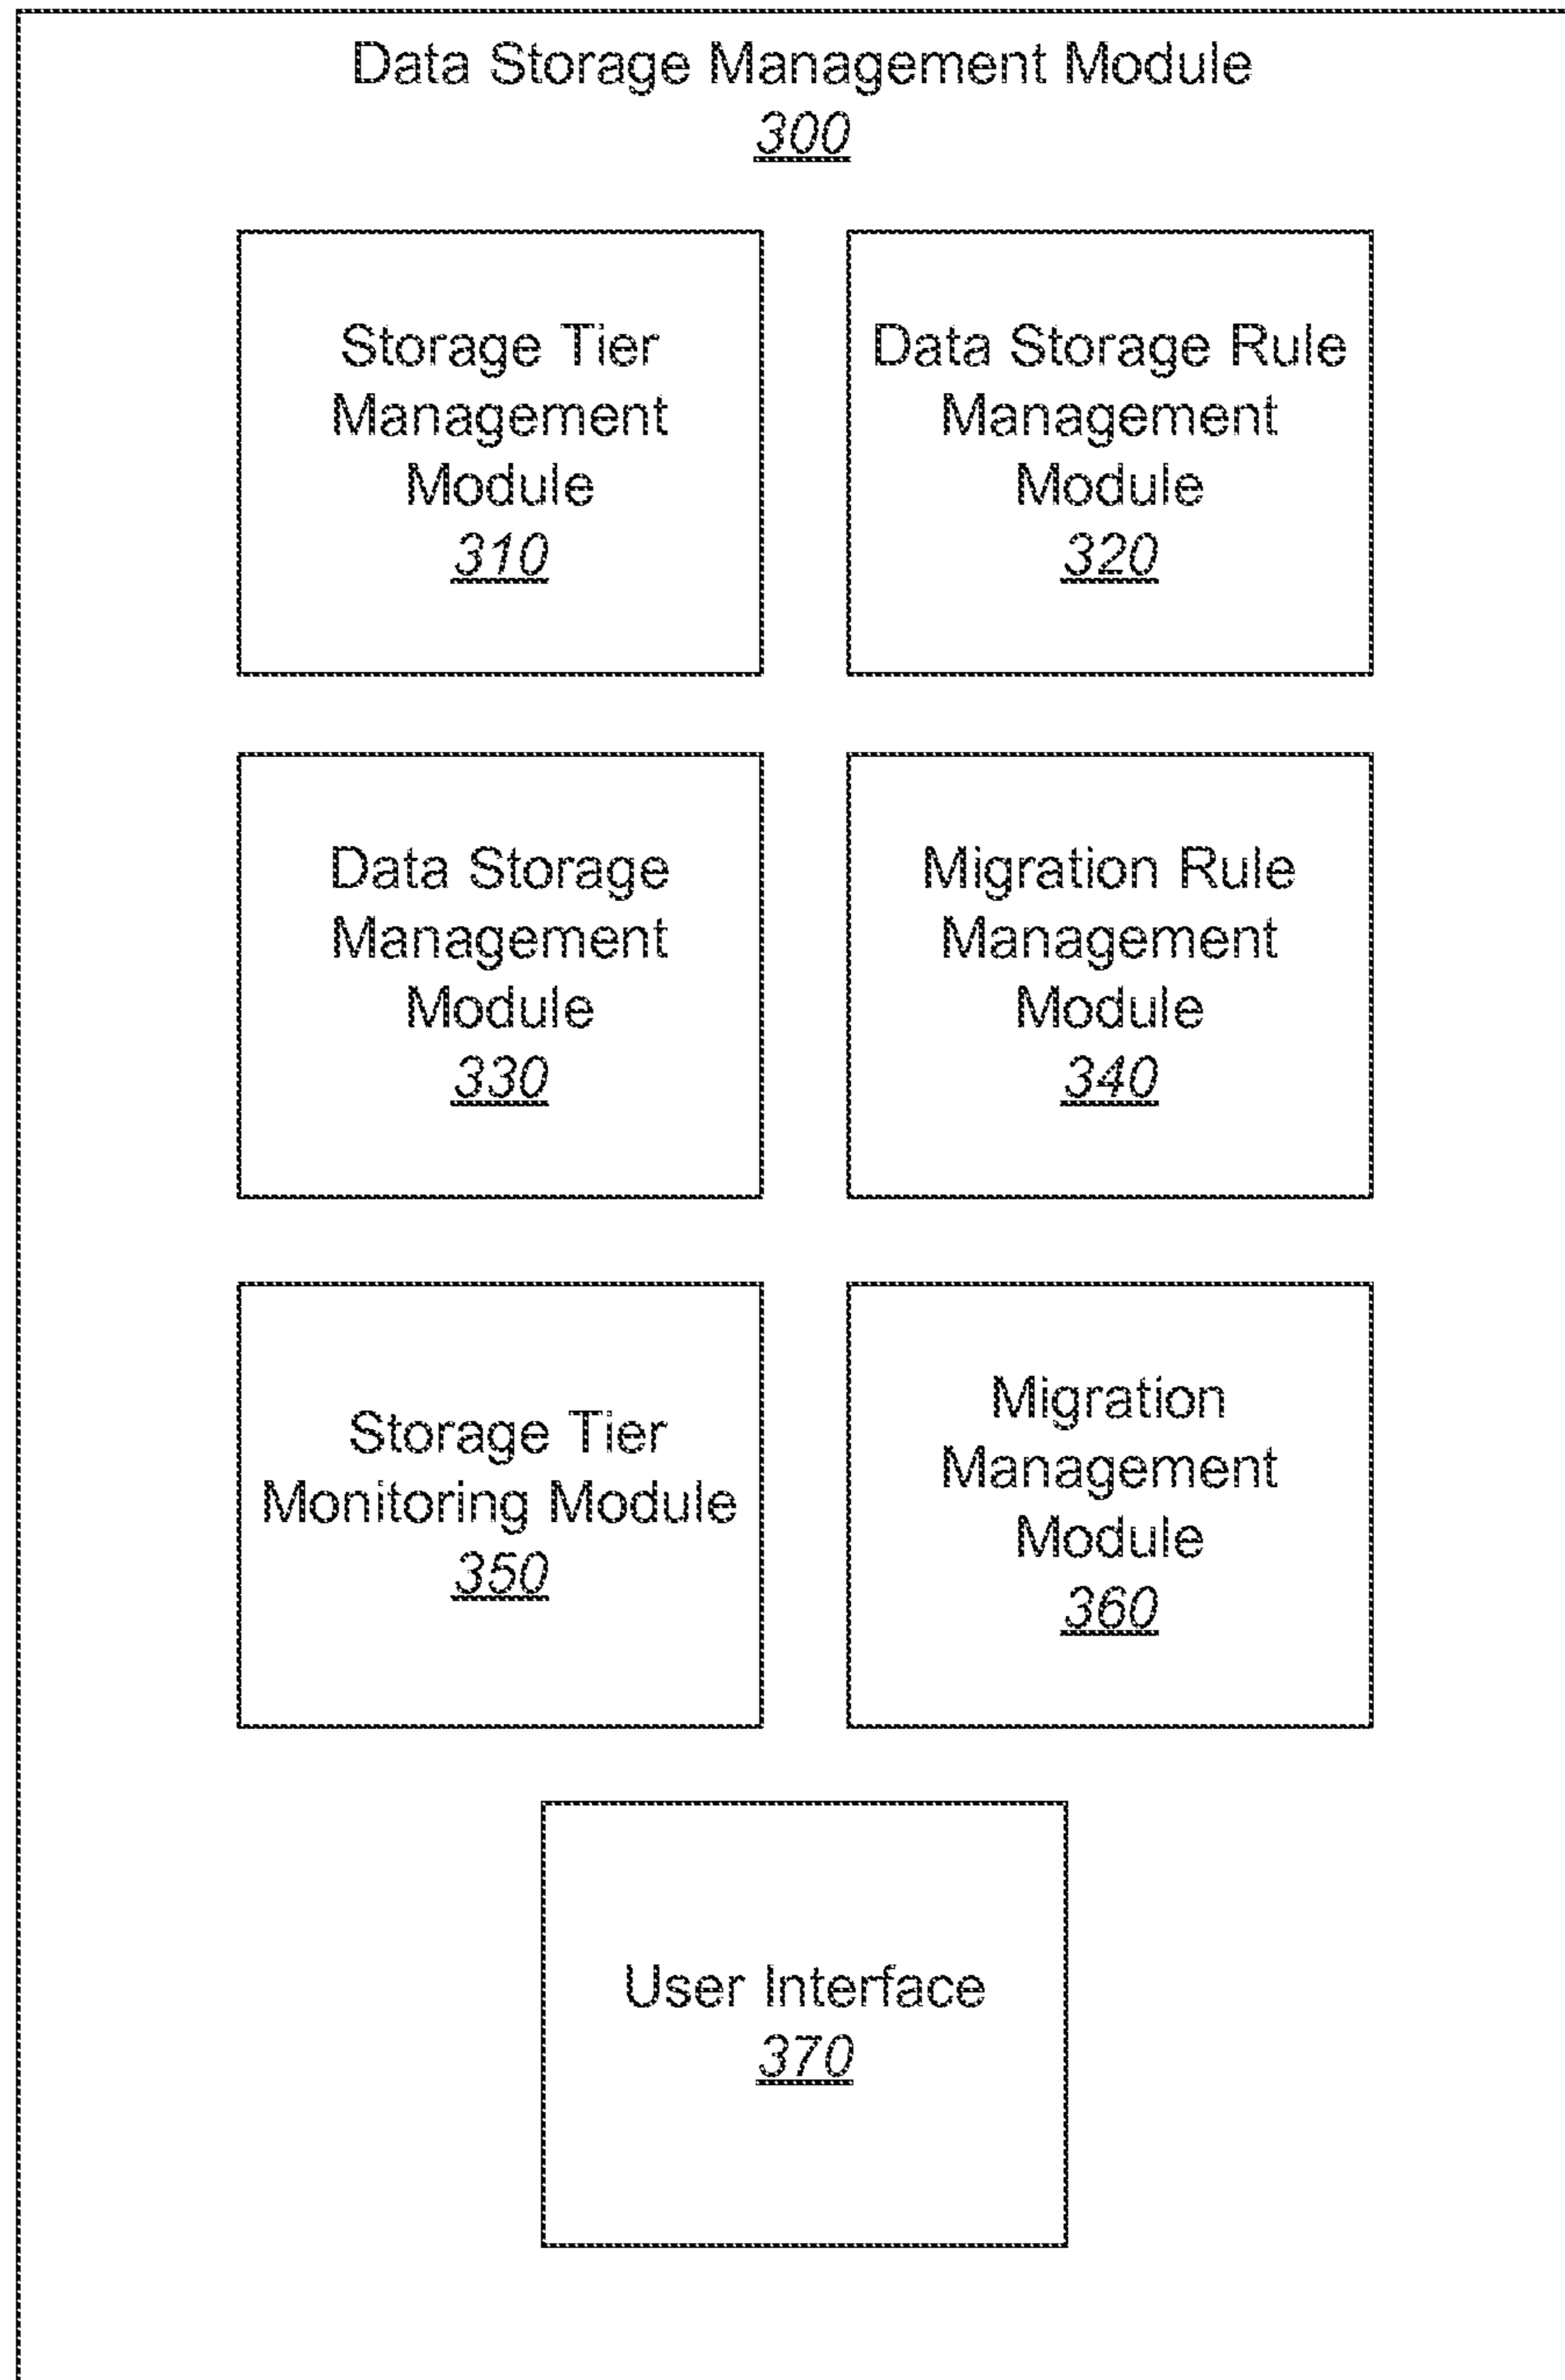 Data Storage Management Module
300
Storage Tier
Management
Module
310
Data Storage Rule
Management
Module
320
Data Storage
Management
Module
330
Migration Rule
Management
Module
340
Storage Tier
Monitoring Module
350
Migration
Management
Module
360
User Interface
370